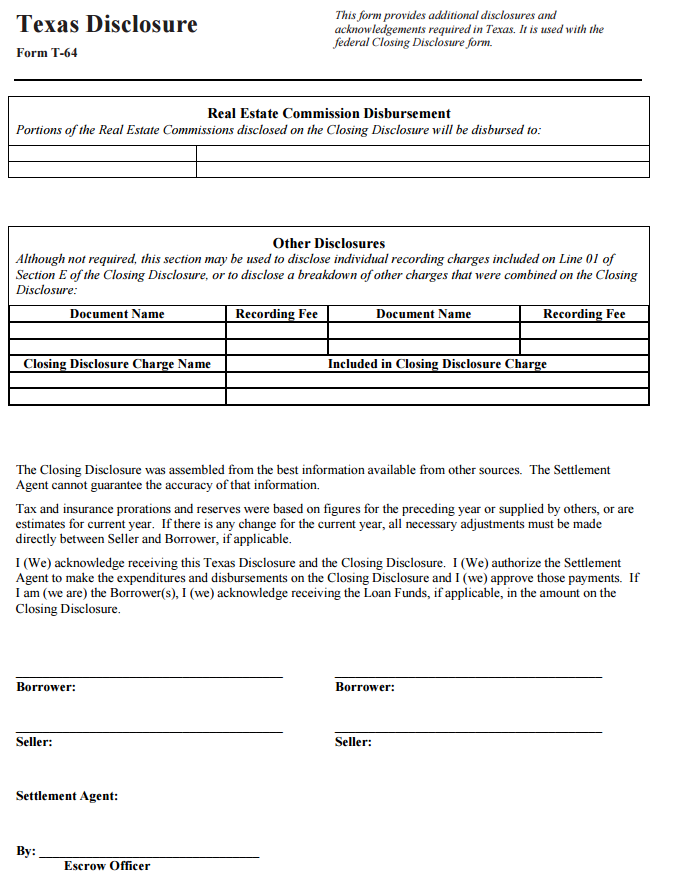 Texas Disclosure
Form T-64
This form provides additional disclosures and
acknowledgements required in Texas. It is used with the
federal Closing Disclosure form.
Real Estate Commission Disbursement
Portions of the Real Estate Commissions disclosed on the Closing Disclosure will be disbursed to:
Other Disclosures
Although not required, this section may be used to disclose individual recording charges included on Line 01 of
Section E of the Closing Disclosure, or to disclose a breakdown of other charges that were combined on the Closing
Disclosure:
Document Name Recording Fee Document Name Recording Fee
Closing Disclosure Charge Name Included in Closing Disclosure Charge
The Closing Disclosure was assembled from the best information available from other sources. The Settlement
Agent cannot guarantee the accuracy of that information.
Tax and insurance prorations and reserves were based on figures for the preceding year or supplied by others, or are
estimates for current year. If there is any change for the current year, all necessary adjustments must be made
directly between Seller and Borrower, if applicable.
I (We) acknowledge receiving this Texas Disclosure and the Closing Disclosure. I (We) authorize the Settlement
Agent to make the expenditures and disbursements on the Closing Disclosure and I (we) approve those payments. If
I am (we are) the Borrower(s), I (we) acknowledge receiving the Loan Funds, if applicable, in the amount on the
Closing Disclosure.
Borrower: Borrower:
Seller: Seller:
Settlement Agent:
By:
Escrow Officer